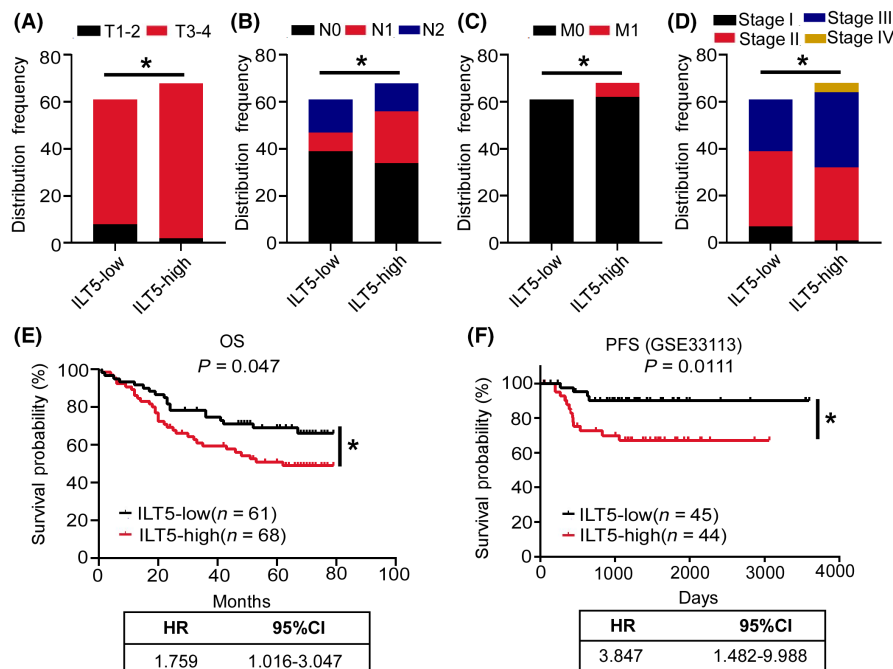 (A)
T1-2 T3-4
Distribution frequency
80
60
40
20
0
*
ILT5-low
ILT5-high
(B)
N0 N1 N2
Distribution frequency
80
60
40
20
0
*
ILT5-low
ILT5-high
(C)
M0 M1
Distribution frequency
80
60
40
20
0
*
ILT5-low
ILT5-high
(D)
Stage I Stage III
Stage II Stage IV
Distribution frequency
80
60
40
20
0
*
ILT5-low
ILT5-high
(E)
OS
P = 0.047
Survival probability (%)
100
80
60
40
20
0
*
ILT5-low(n = 61)
ILT5-high(n = 68)
0 20 40 60 80 100
Months
HR 95%CI
1.759 1.016-3.047
(F)
PFS (GSE33113)
P = 0.0111
Survival probability (%)
100
80
60
40
20
0
*
ILT5-low(n = 45)
ILT5-high(n = 44)
0 1000 2000 3000 4000
Days
HR 95%CI
3.847 1.482-9.988